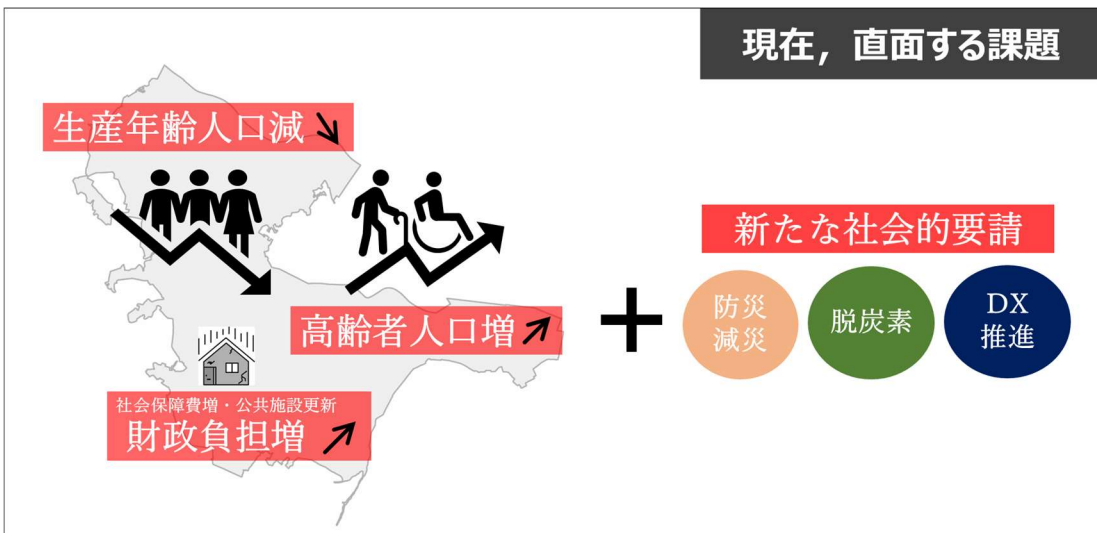 現在，直面する課題
生産年齢人口減
高齢者人口増
社会保障費増・公共施設更新
財政負担増
新たな社会的要請
防災
減災
脱炭素
DX
推進